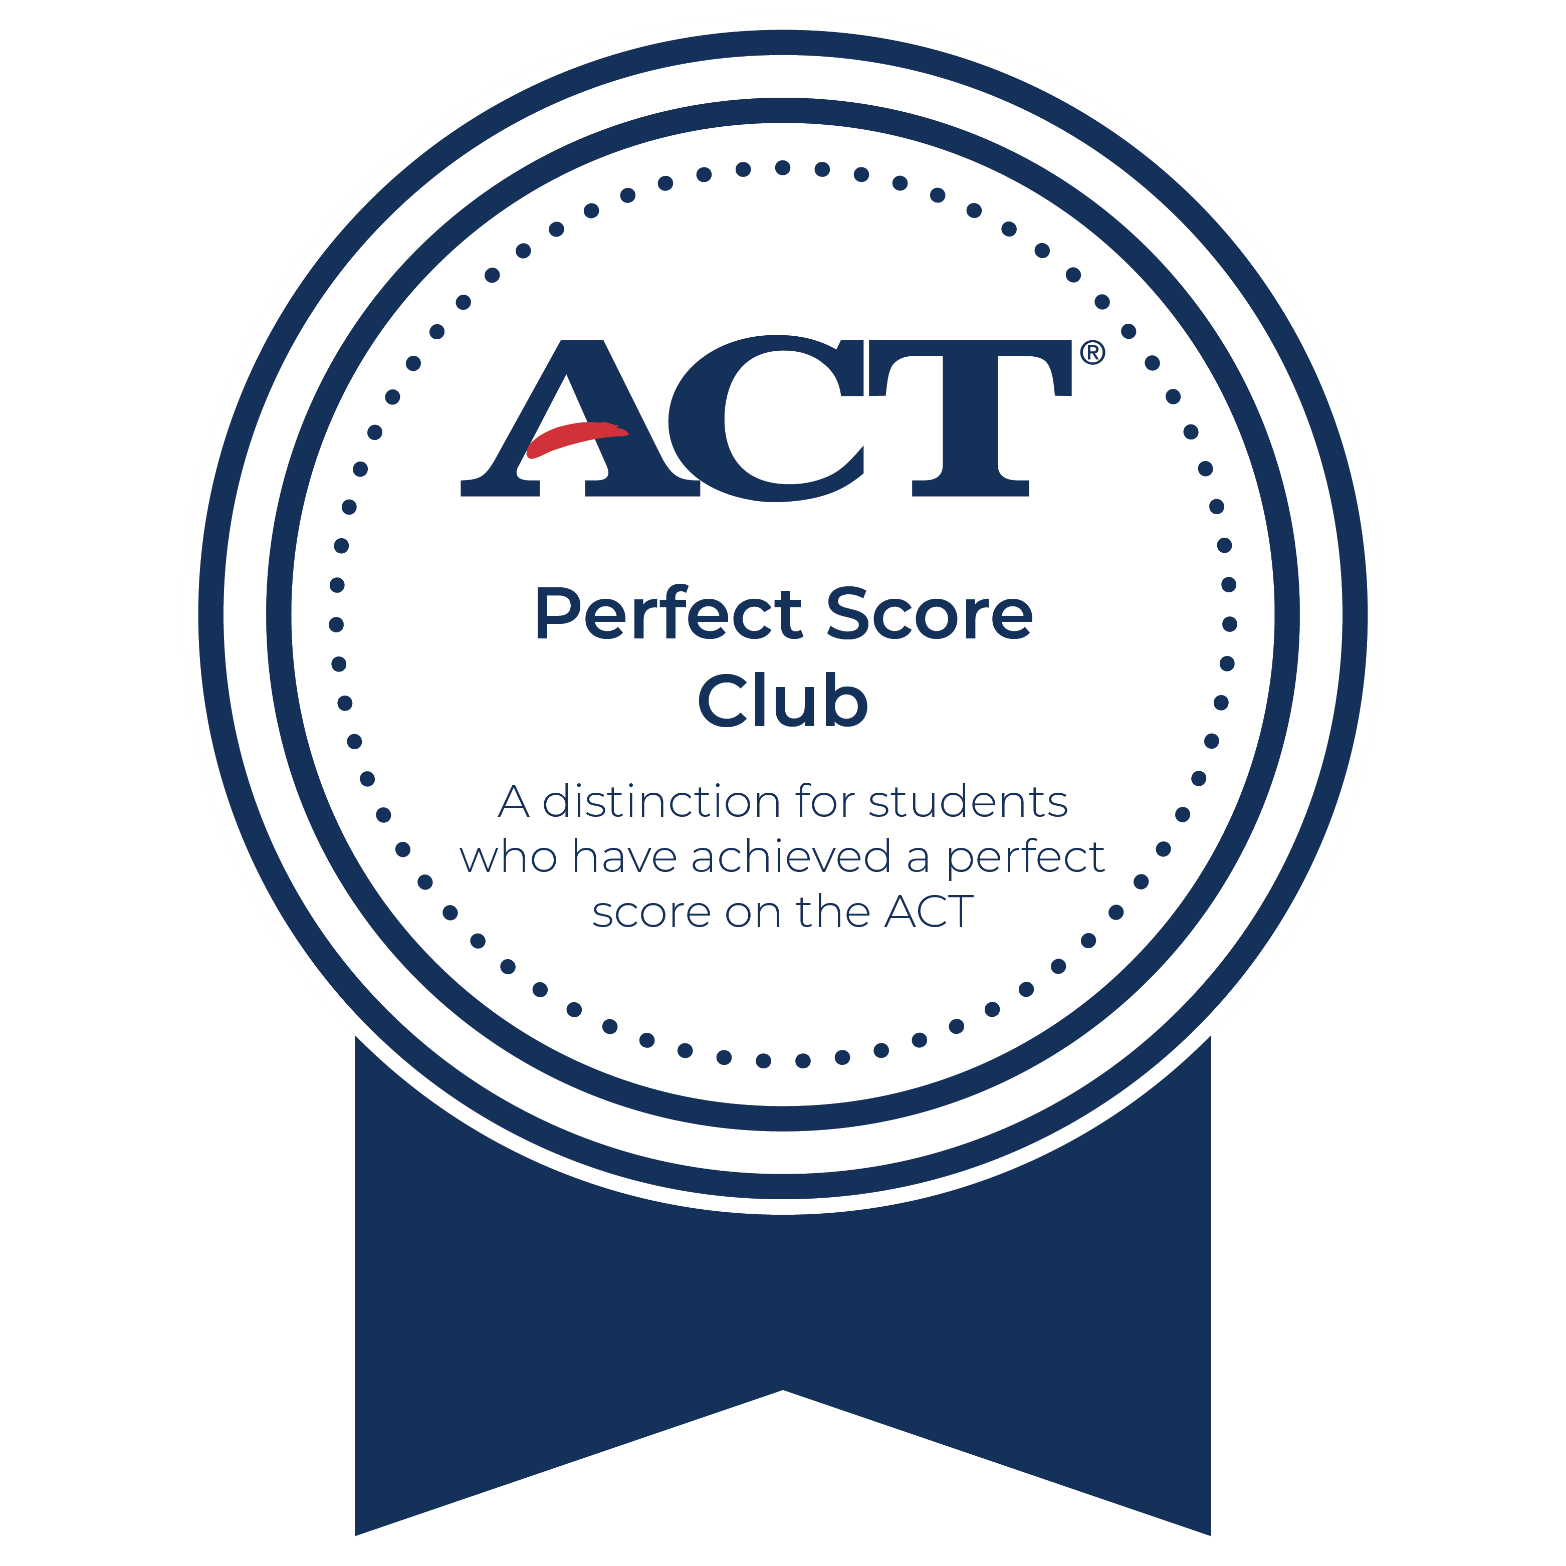 ACT®
Perfect Score
Club
A distinction for students
who have achieved a perfect
score on the ACT